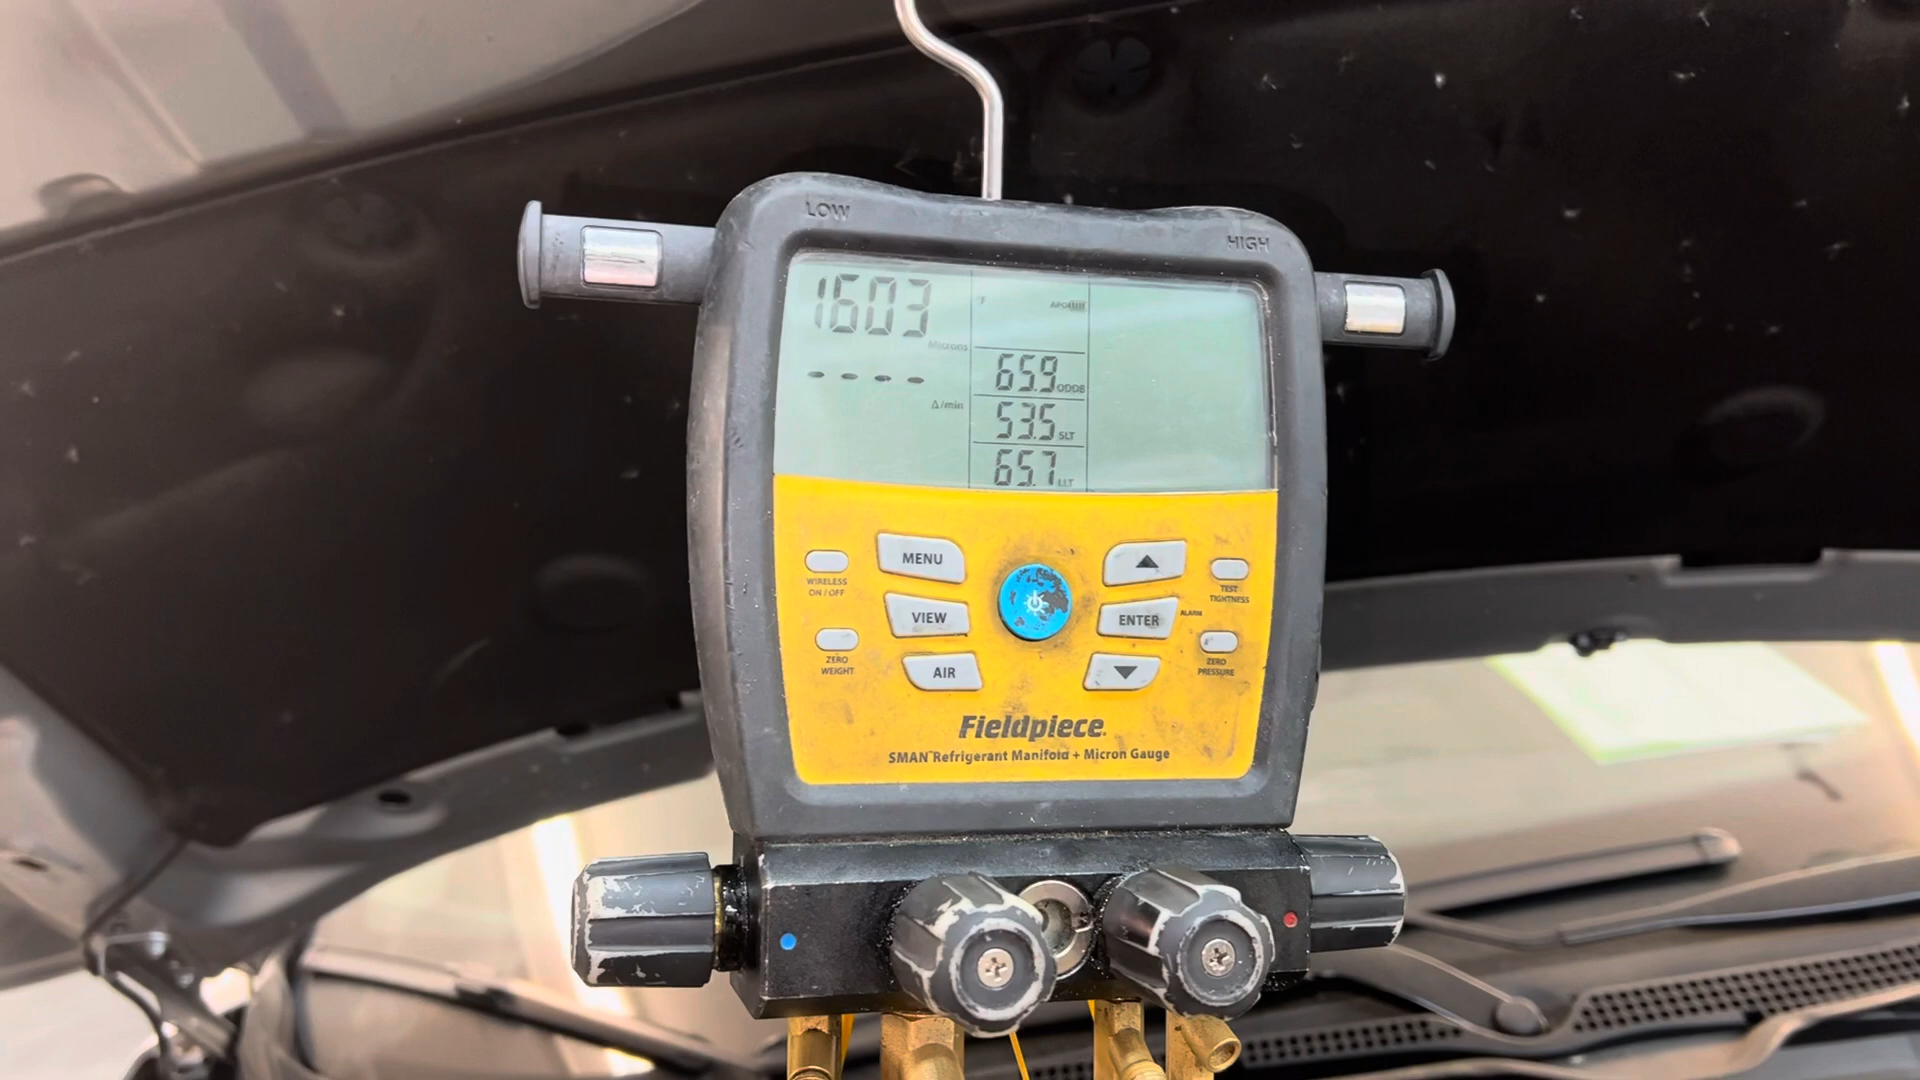 LOW
HIGH
1603
Microns
----
Δ/min
°F
APO
65.9 ODDB
53.5 SLT
65.7 LLT
MENU
WIRELESS
ON / OFF
VIEW
ZERO
WEIGHT
AIR
TEST
TIGHTNESS
ENTER
ALARM
ZERO
PRESSURE
Fieldpiece
SMAN™ Refrigerant Manifold + Micron Gauge